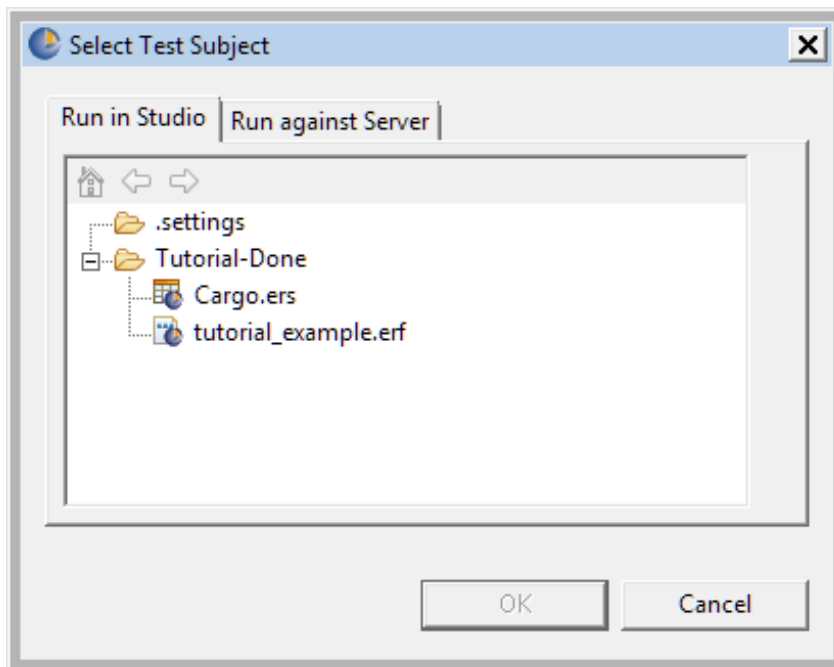 Select Test Subject
Run in Studio
Run against Server
.settings
Tutorial-Done
Cargo.ers
tutorial_example.erf
OK
Cancel